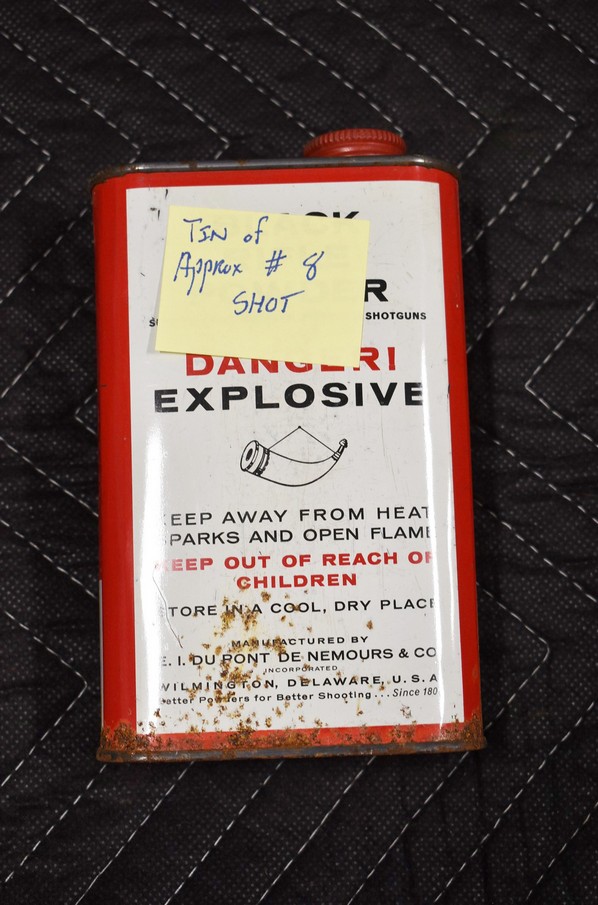 TIN of
Approx # 8
SHOT
SHOTGUNS
DANGER!
EXPLOSIVE
KEEP AWAY FROM HEAT
SPARKS AND OPEN FLAME
KEEP OUT OF REACH OF
CHILDREN
STORE IN A COOL, DRY PLACE
MANUFACTURED BY
E. I. DU PONT DE NEMOURS & CO
INCORPORATED
WILMINGTON, DELAWARE, U. S. A
Better Powders for Better Shooting... Since 180